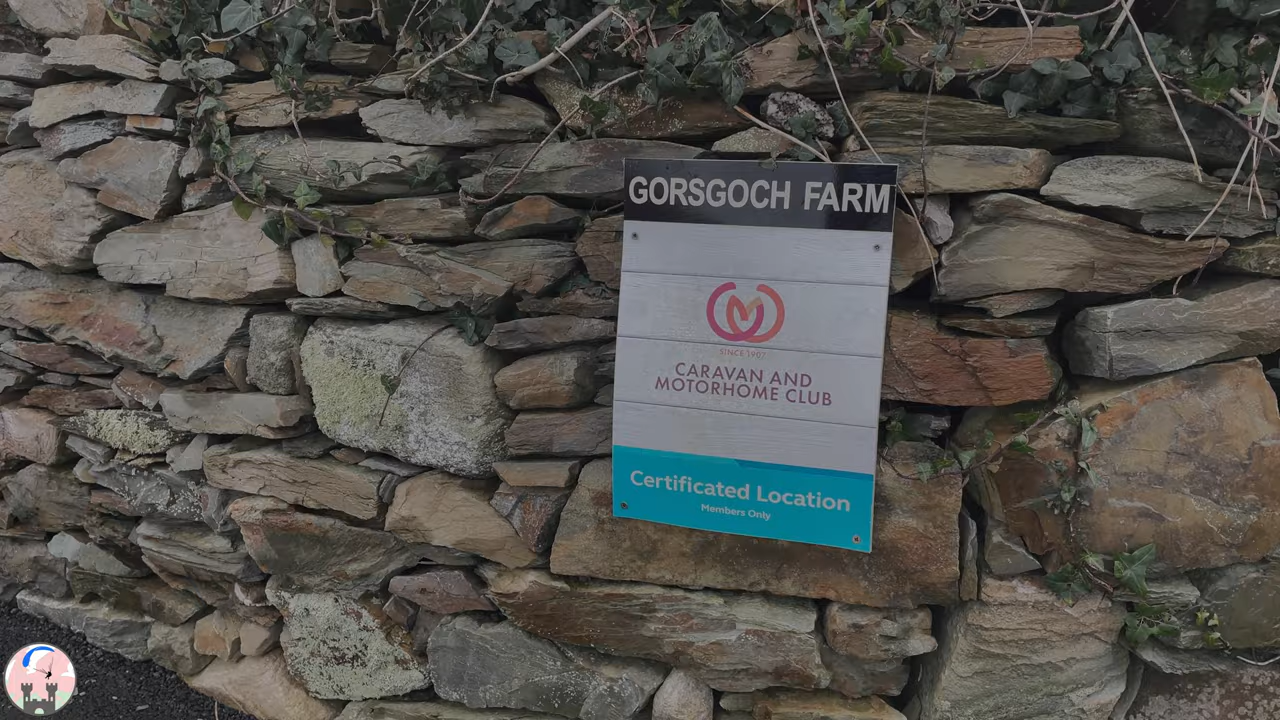 GORSGOCH FARM
SINCE 1907
CARAVAN AND
MOTORHOME CLUB
Certificated Location
Members Only